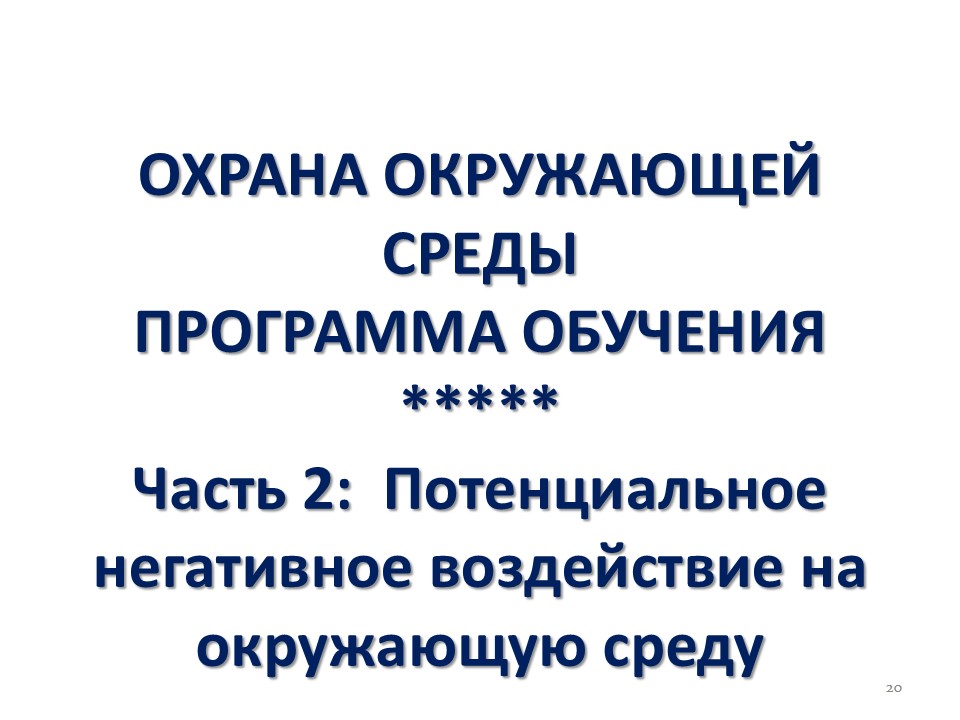 ОХРАНА ОКРУЖАЮЩЕЙ
СРЕДЫ
ПРОГРАММА ОБУЧЕНИЯ
*****
Часть 2:  Потенциальное
негативное воздействие на
окружающую среду
20